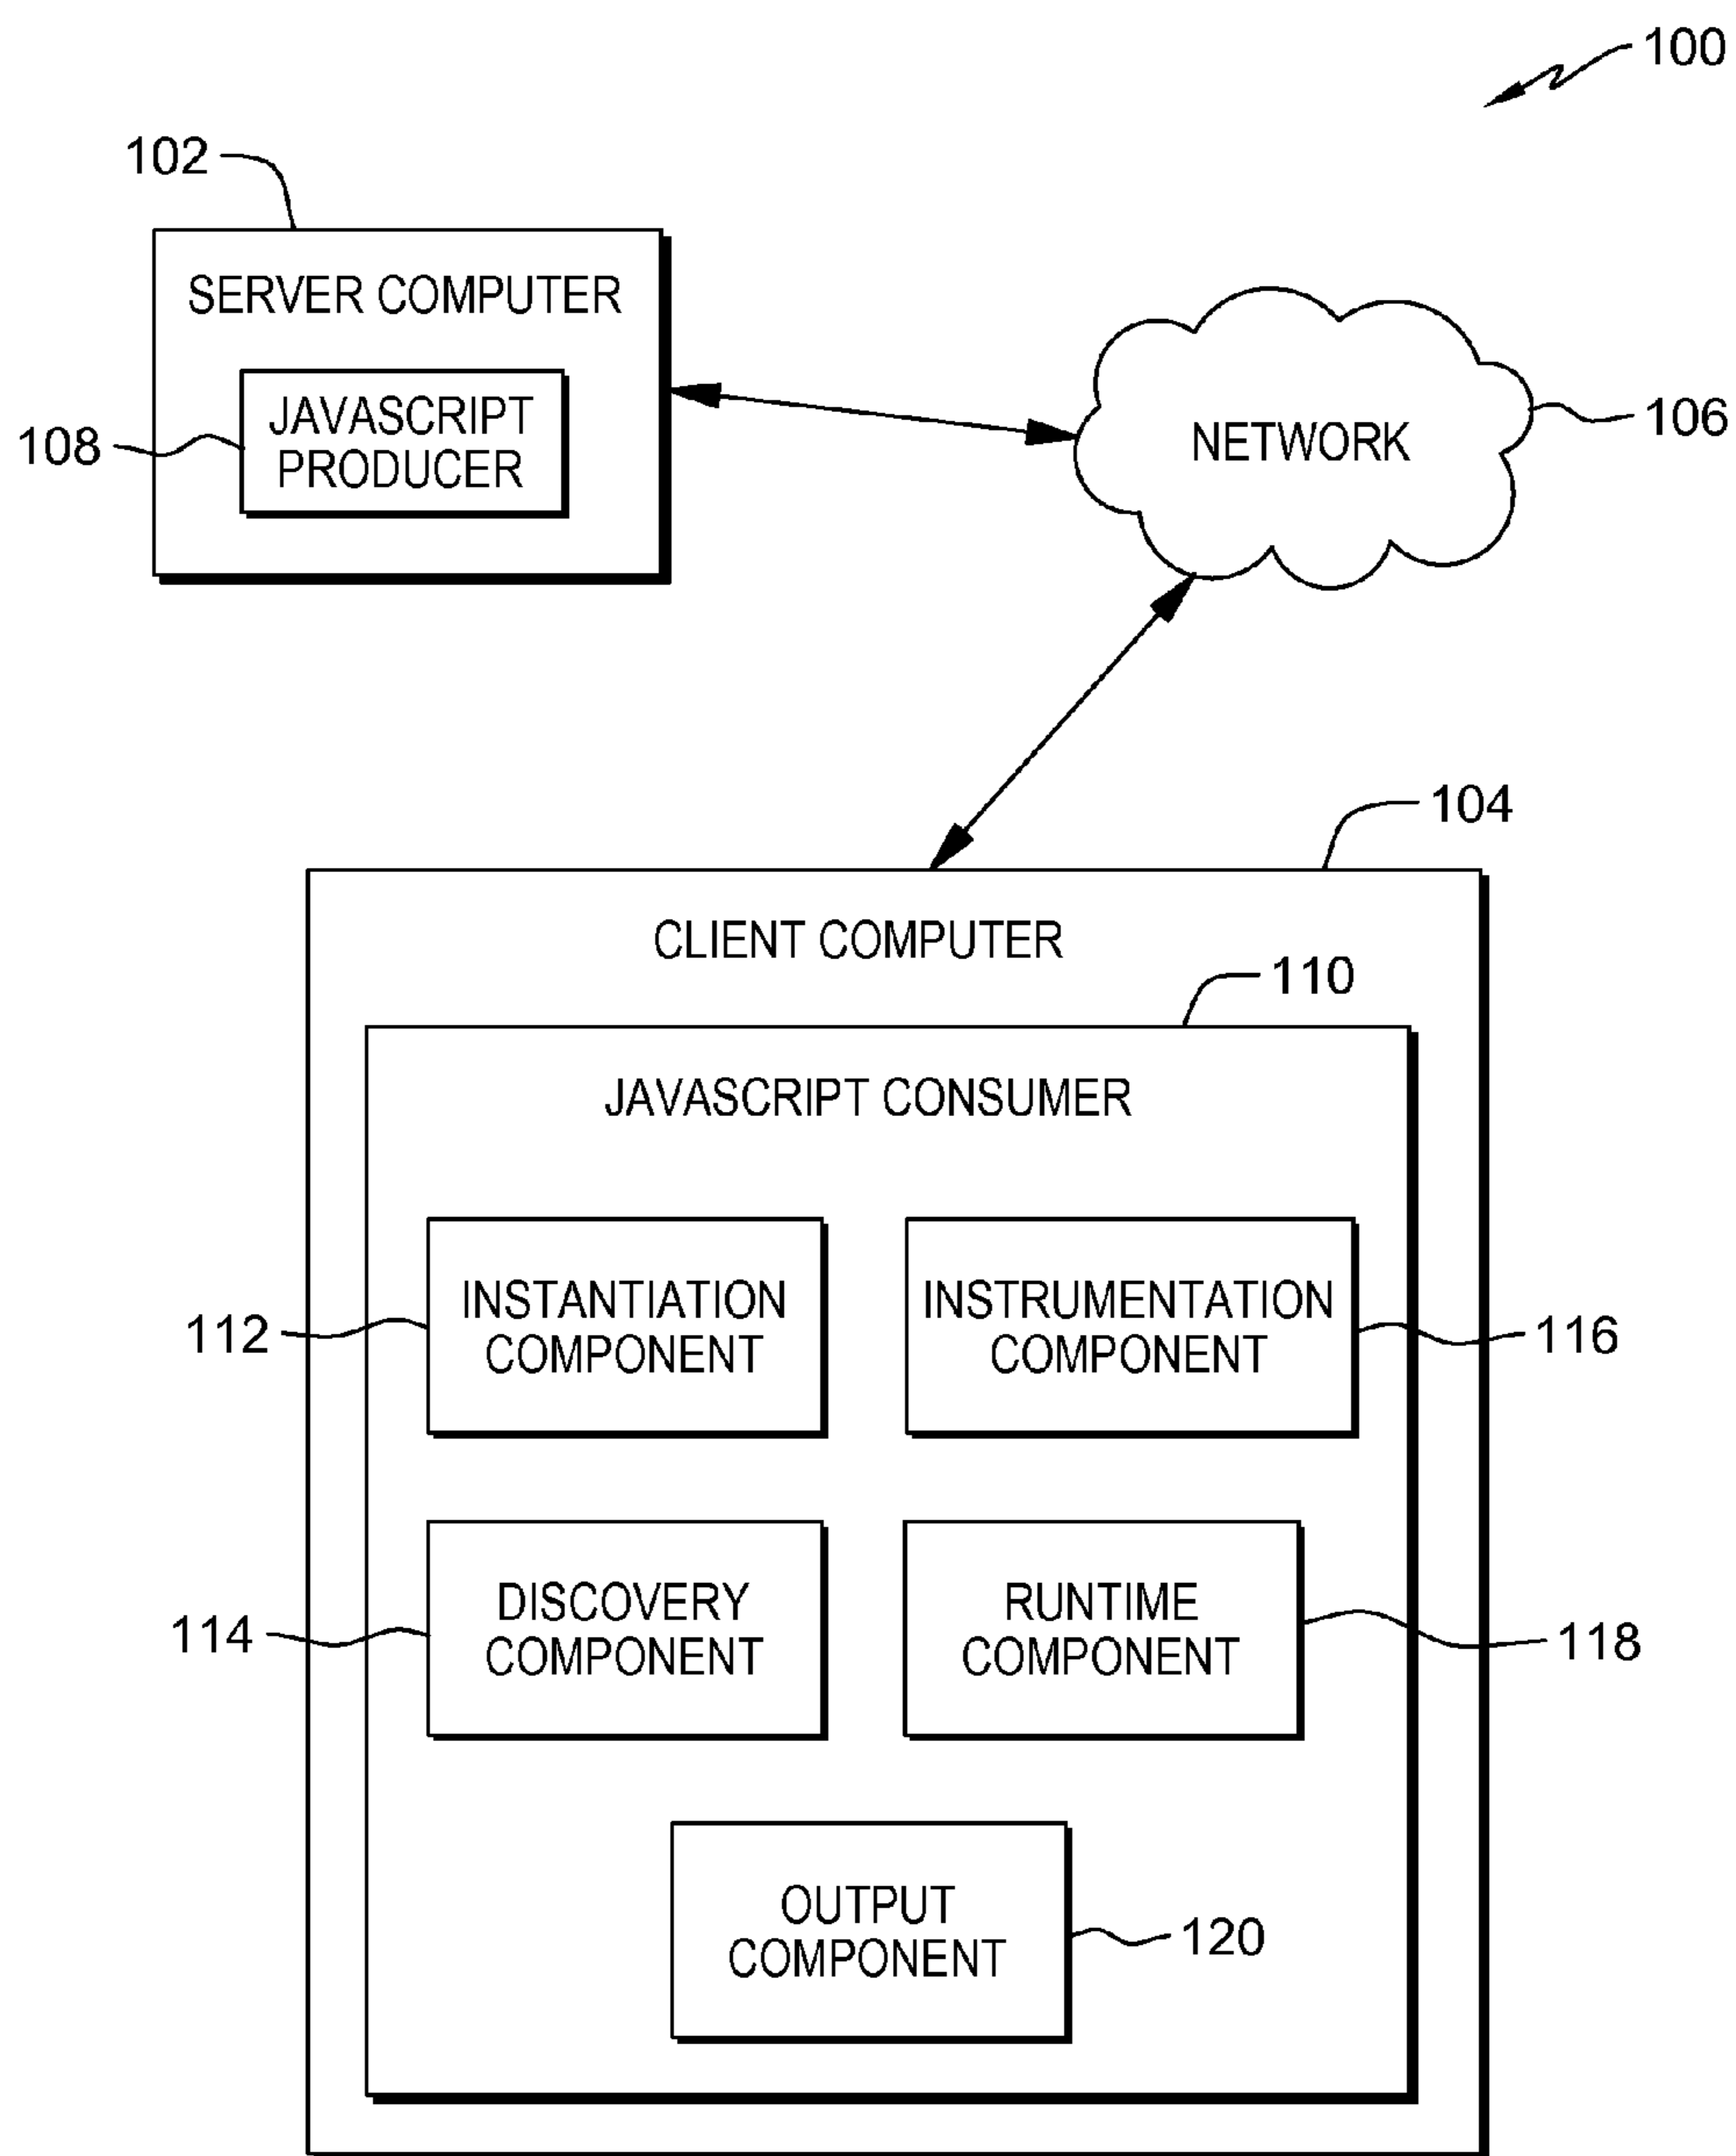 100
102
SERVER COMPUTER
JAVASCRIPT
PRODUCER
108
NETWORK
106
104
CLIENT COMPUTER
110
JAVASCRIPT CONSUMER
INSTANTIATION
COMPONENT
112
INSTRUMENTATION
COMPONENT
116
DISCOVERY
COMPONENT
114
RUNTIME
COMPONENT
118
OUTPUT
COMPONENT
120